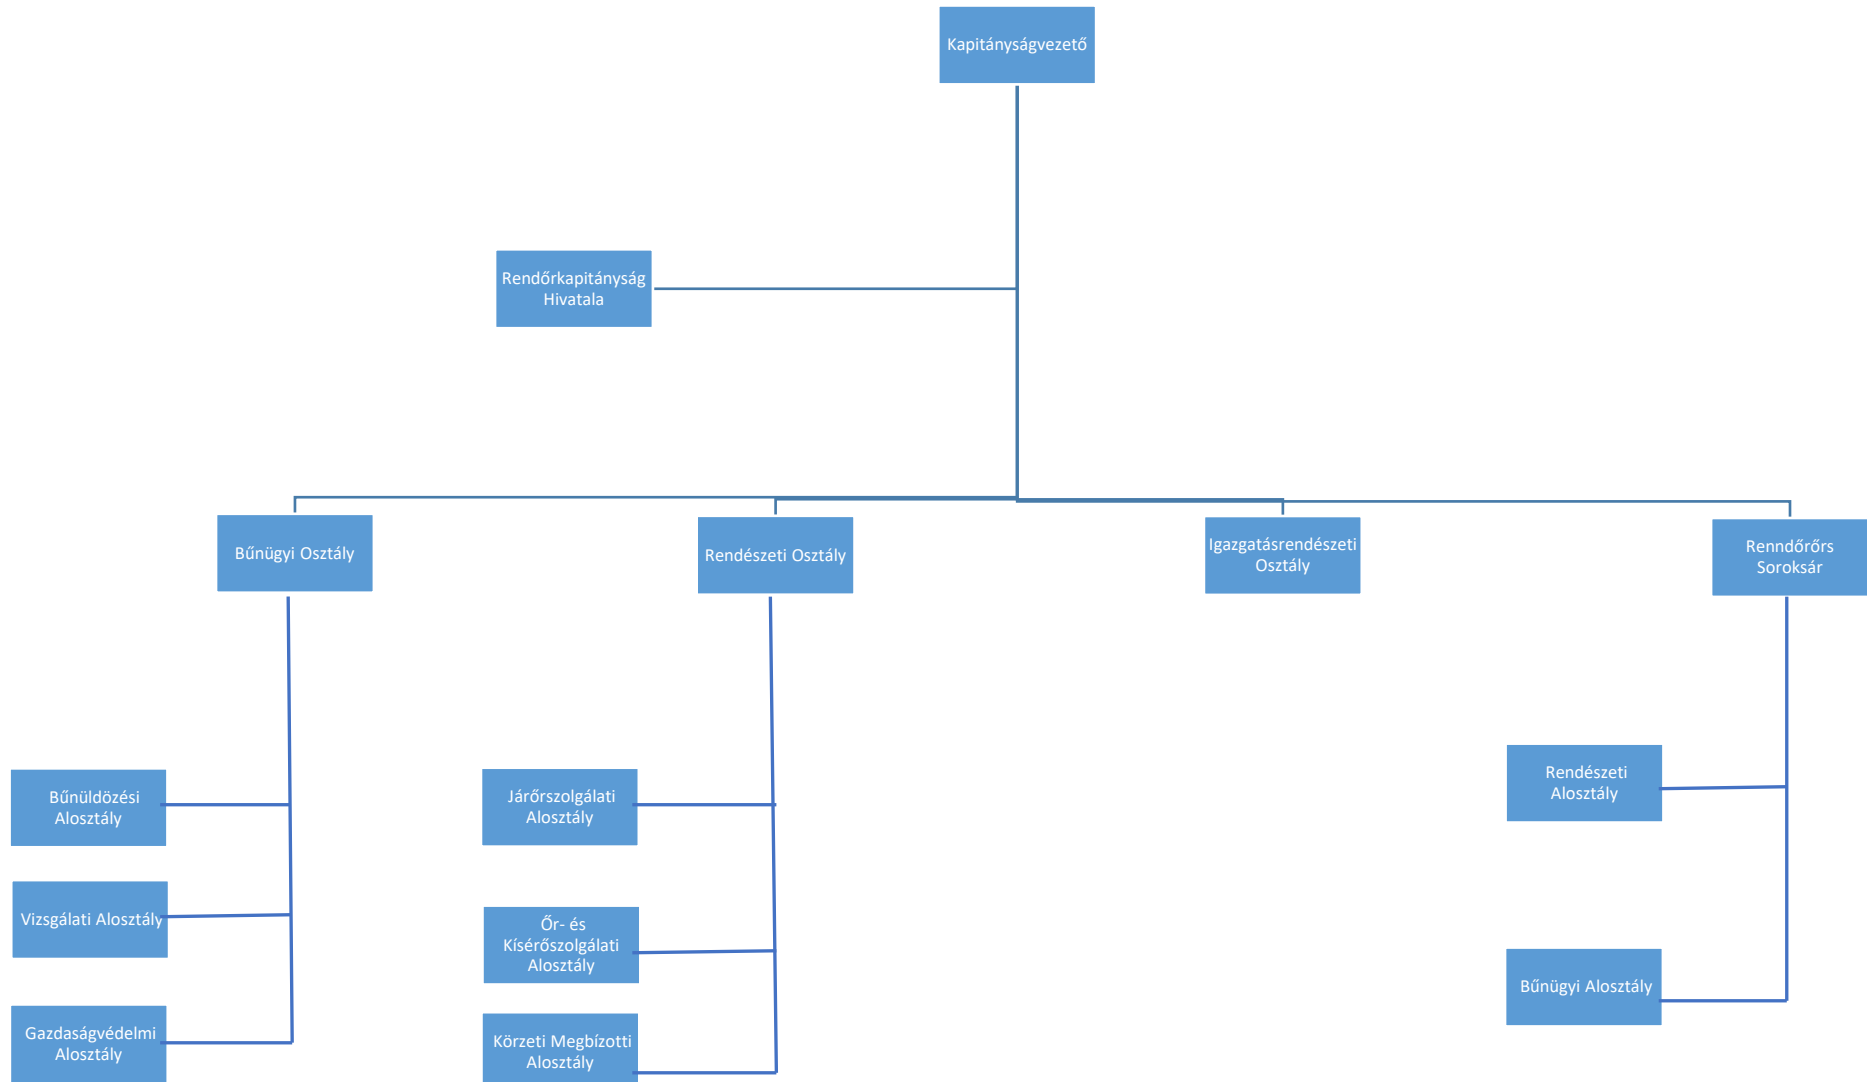 Kapitányságvezető
Rendőrkapitányság
Hivatala
Bűnügyi Osztály
Rendészeti Osztály
Igazgatásrendészeti
Osztály
Renndőrőrs
Soroksár
Bűnüldözési
Alosztály
Vizsgálati Alosztály
Gazdaságvédelmi
Alosztály
Járőrszolgálati
Alosztály
Őr- és
Kísérőszolgálati
Alosztály
Körzeti Megbízotti
Alosztály
Rendészeti
Alosztály
Bűnügyi Alosztály